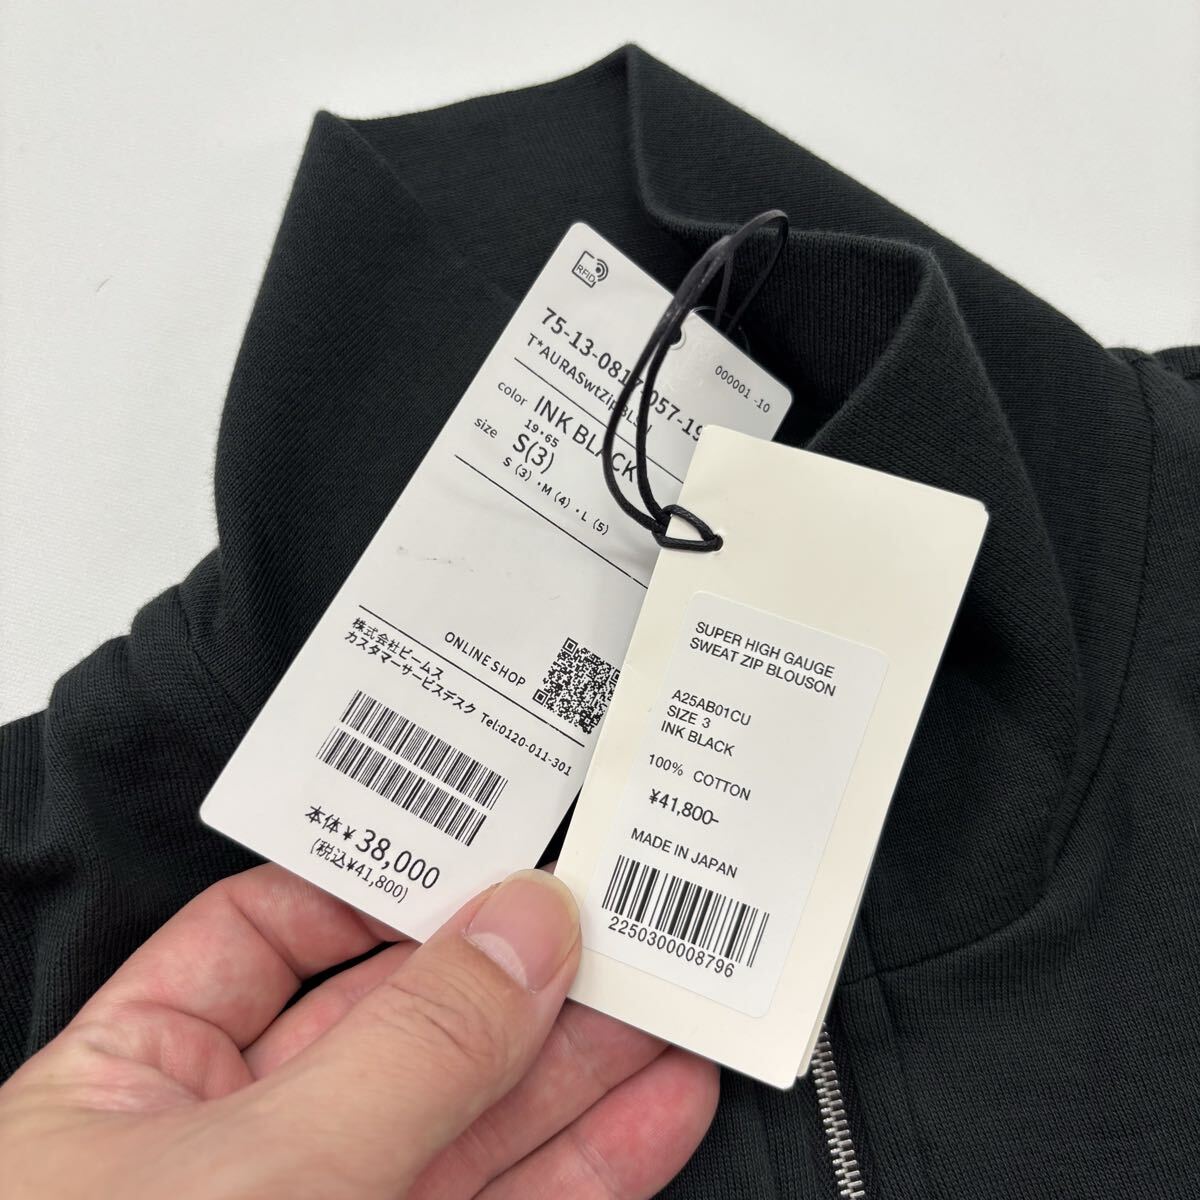 RFID
000001 -10
75-13-0817-057-19
T*AURASwtZipBLS
color INK BLACK
19・65
size S(3)
S (3) ・M (4) ・L (5)
ONLINE SHOP
株式会社ビームス
カスタマーサービスデスク Tel:0120-011-301
本体¥ 38,000
(税込¥41,800)
SUPER HIGH GAUGE
SWEAT ZIP BLOUSON
A25AB01CU
SIZE 3
INK BLACK
100% COTTON
¥41,800-
MADE IN JAPAN
2250300008796